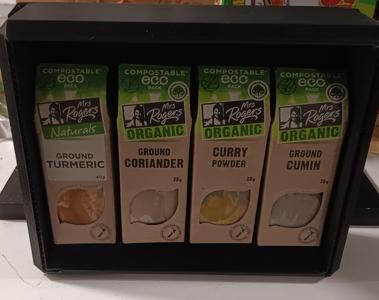 COMPOSTABLE
eco
PACK
Mrs
Rogers
Naturals
GROUND
TURMERIC
COMPOSTABLE
eco
PACK
Mrs
Rogers
ORGANIC
GROUND
CORIANDER
COMPOSTABLE
eco
PACK
Mrs
Rogers
ORGANIC
CURRY
POWDER
COMPOSTABLE
eco
PACK
Mrs
Rogers
ORGANIC
GROUND
CUMIN